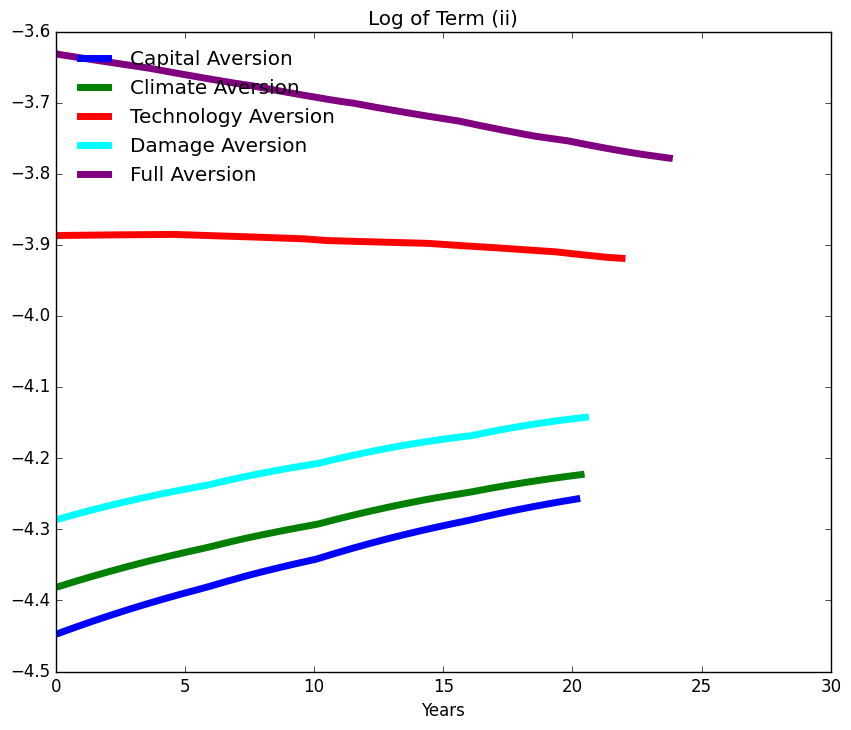 Log of Term (ii)
−3.6
−3.7
−3.8
−3.9
−4.0
−4.1
−4.2
−4.3
−4.4
−4.5
Capital Aversion
Climate Aversion
Technology Aversion
Damage Aversion
Full Aversion
0 5 10 15 20 25 30
Years